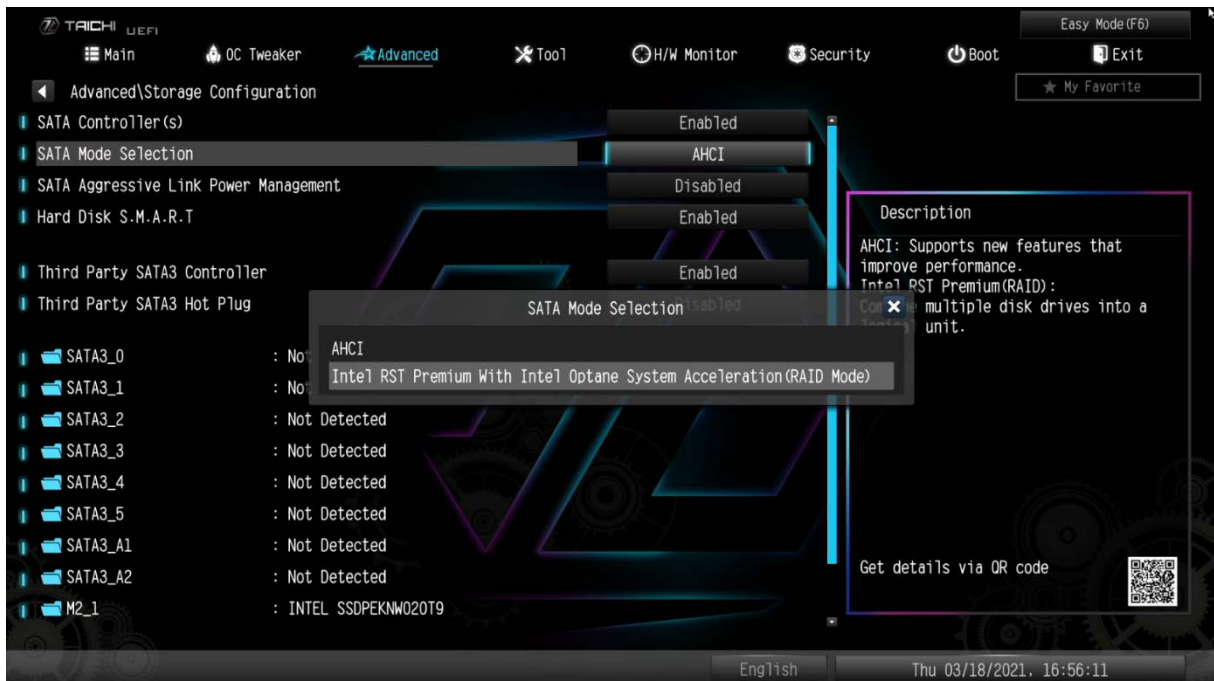 TAICHI UEFI
Easy Mode(F6)
Main OC Tweaker Advanced Tool H/W Monitor Security Boot Exit
Advanced\Storage Configuration
My Favorite
SATA Controller(s) Enabled
SATA Mode Selection AHCI
SATA Aggressive Link Power Management Disabled
Hard Disk S.M.A.R.T Enabled
Third Party SATA3 Controller Enabled
Third Party SATA3 Hot Plug
SATA Mode Selection
AHCI
Intel RST Premium With Intel Optane System Acceleration(RAID Mode)
SATA3_0 :
SATA3_1 :
SATA3_2 : Not Detected
SATA3_3 : Not Detected
SATA3_4 : Not Detected
SATA3_5 : Not Detected
SATA3_A1 : Not Detected
SATA3_A2 : Not Detected
M2_1 : INTEL SSDPEKNW020T9
Description
AHCI: Supports new features that
improve performance.
Intel RST Premium(RAID):
multiple disk drives into a
unit.
Get details via QR code
English
Thu 03/18/2021, 16:56:11